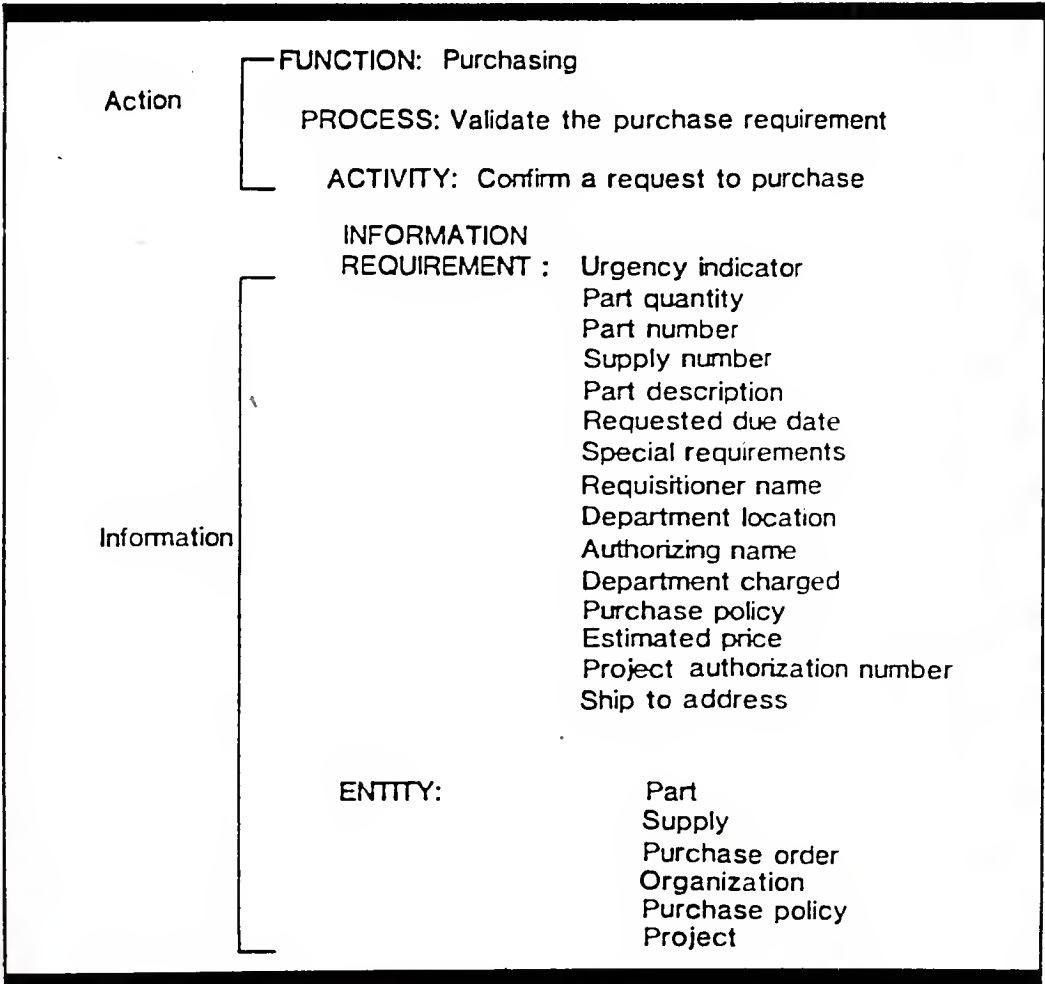 FUNCTION: Purchasing
Action
PROCESS: Validate the purchase requirement
ACTIVITY: Confirm a request to purchase
INFORMATION
REQUIREMENT : Urgency indicator
Part quantity
Part number
Supply number
Part description
Requested due date
Special requirements
Requisitioner name
Department location
Information
Authorizing name
Department charged
Purchase policy
Estimated price
Project authorization number
Ship to address
ENTITY: Part
Supply
Purchase order
Organization
Purchase policy
Project